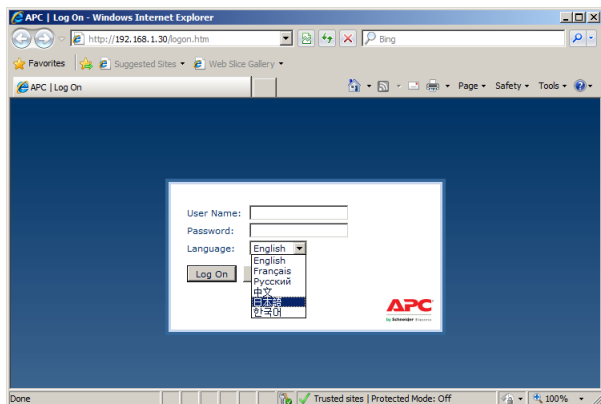 APC | Log On - Windows Internet Explorer
http://192.168.1.30/logon.htm
Bing
Favorites
Suggested Sites
Web Slice Gallery
APC | Log On
Page
Safety
Tools
User Name:
Password:
Language:
English
English
Français
Русский
中文
日本語
한국어
Log On
APC
by Schneider Electric
Done
Trusted sites | Protected Mode: Off
100%